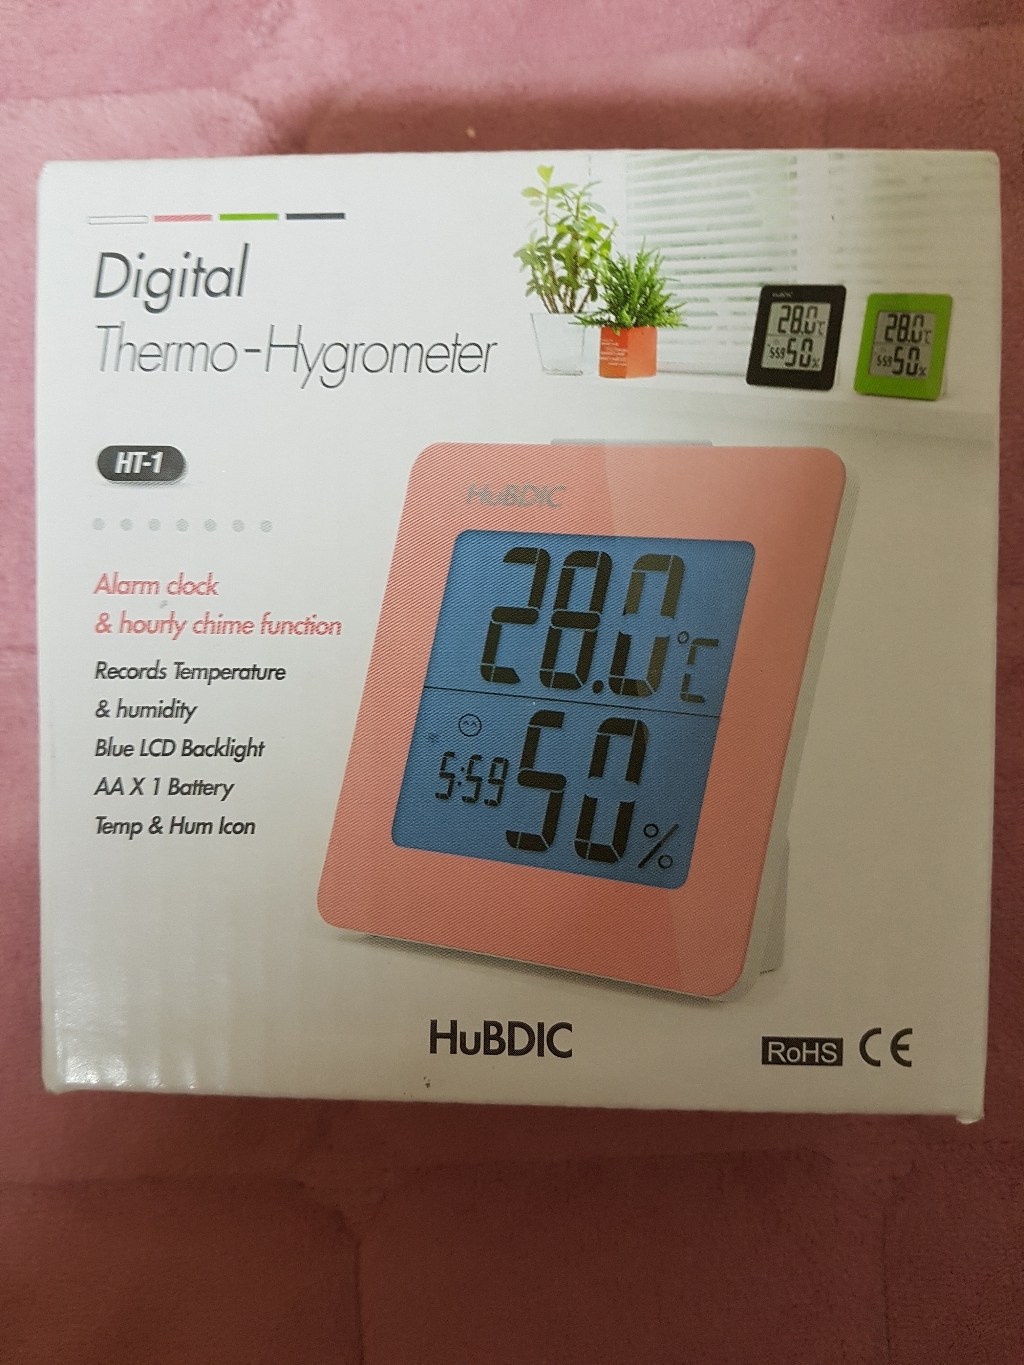 Digital
Thermo-Hygrometer
HuBDIC
28.0°C
5:59 50%
28.0°C
5:59 50%
HT-1
Alarm clock
& hourly chime function
Records Temperature
& humidity
Blue LCD Backlight
AA X 1 Battery
Temp & Hum Icon
HuBDIC
28.0°C
5:59 50%
HuBDIC
RoHS CE